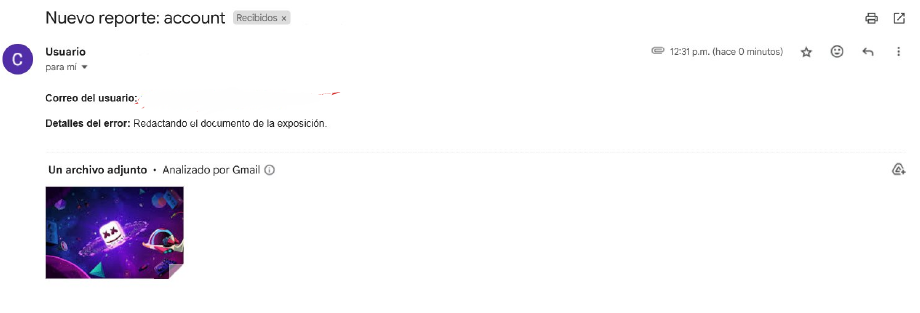 Nuevo reporte: account Recibidos ×
C
Usuario
12:31 p.m. (hace 0 minutos)
para mí
Correo del usuario:
Detalles del error: Redactando el documento de la exposición.
Un archivo adjunto • Analizado por Gmail